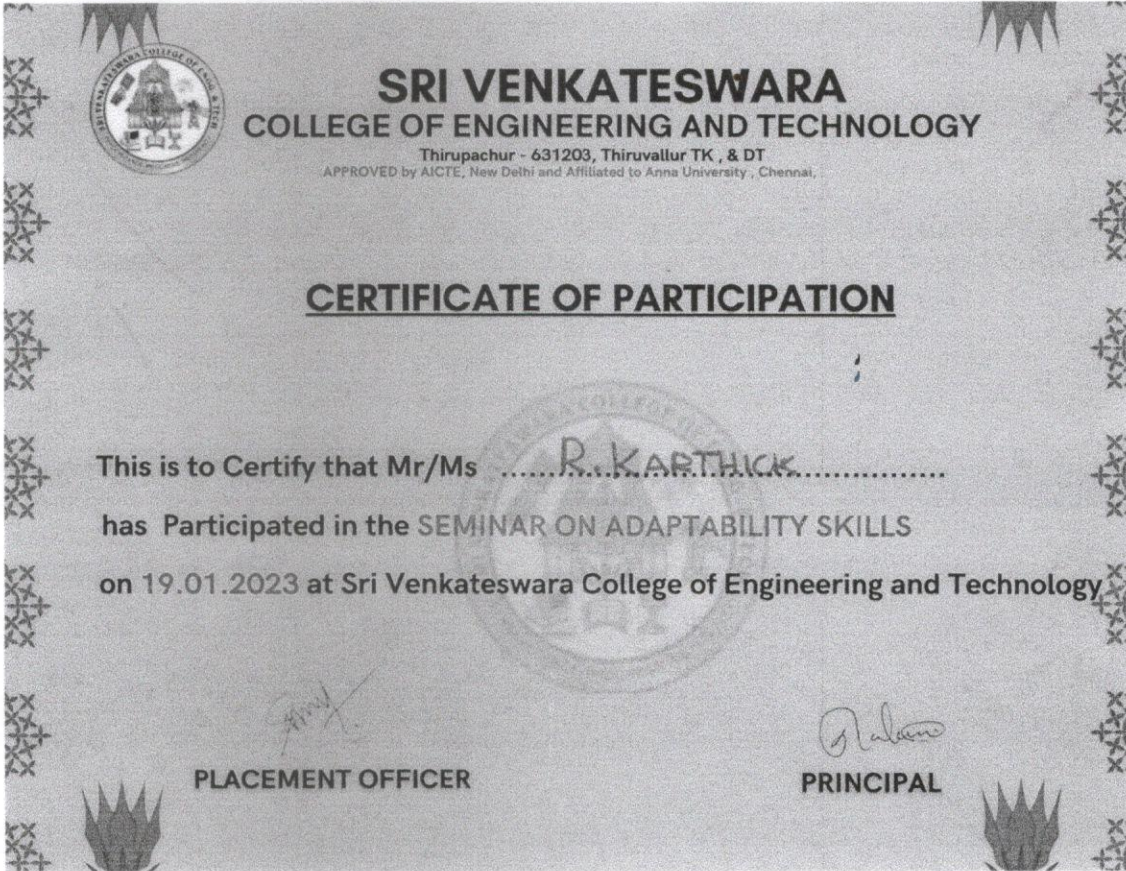 SRI VENKATESWARA
COLLEGE OF ENGINEERING AND TECHNOLOGY
Thirupachur - 631203, Thiruvallur TK , & DT
APPROVED by AICTE, New Delhi and Affiliated to Anna University , Chennai,
CERTIFICATE OF PARTICIPATION
This is to Certify that Mr/Ms ......R.KARTHICK.................
has Participated in the SEMINAR ON ADAPTABILITY SKILLS
on 19.01.2023 at Sri Venkateswara College of Engineering and Technology
PLACEMENT OFFICER
PRINCIPAL